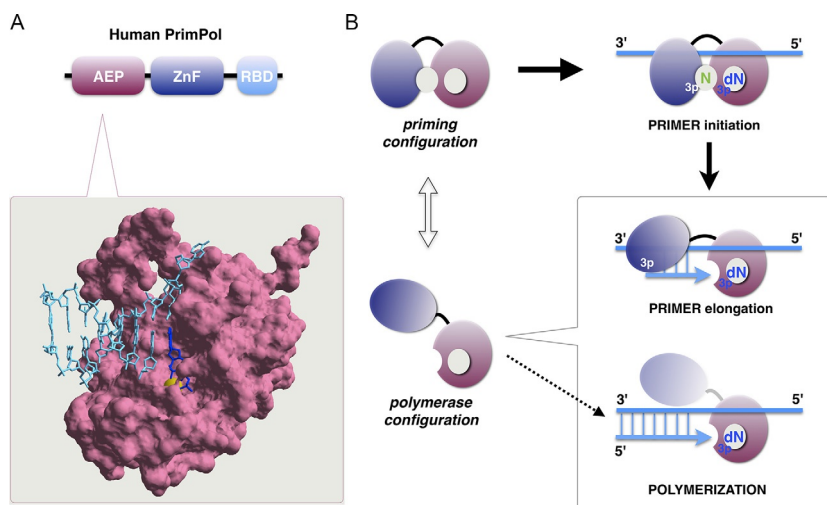 A
Human PrimPol
AEP ZnF RBD
B
priming
configuration
3' 5'
3p N 3p dN
PRIMER initiation
3' 5'
3p 3p dN
PRIMER elongation
polymerase
configuration
3' 5'
3p dN
5'
POLYMERIZATION